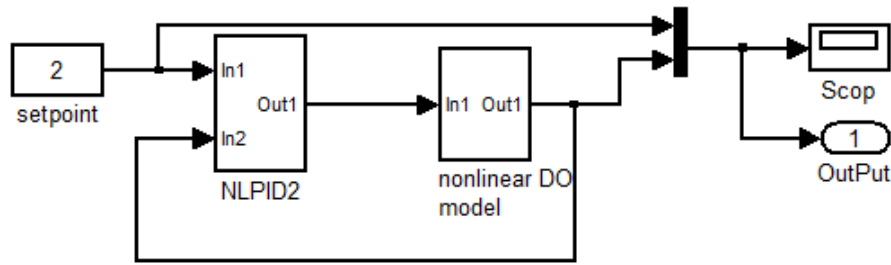 2
setpoint
In1
In2
Out1
NLPID2
In1 Out1
nonlinear DO
model
Scop
1
OutPut